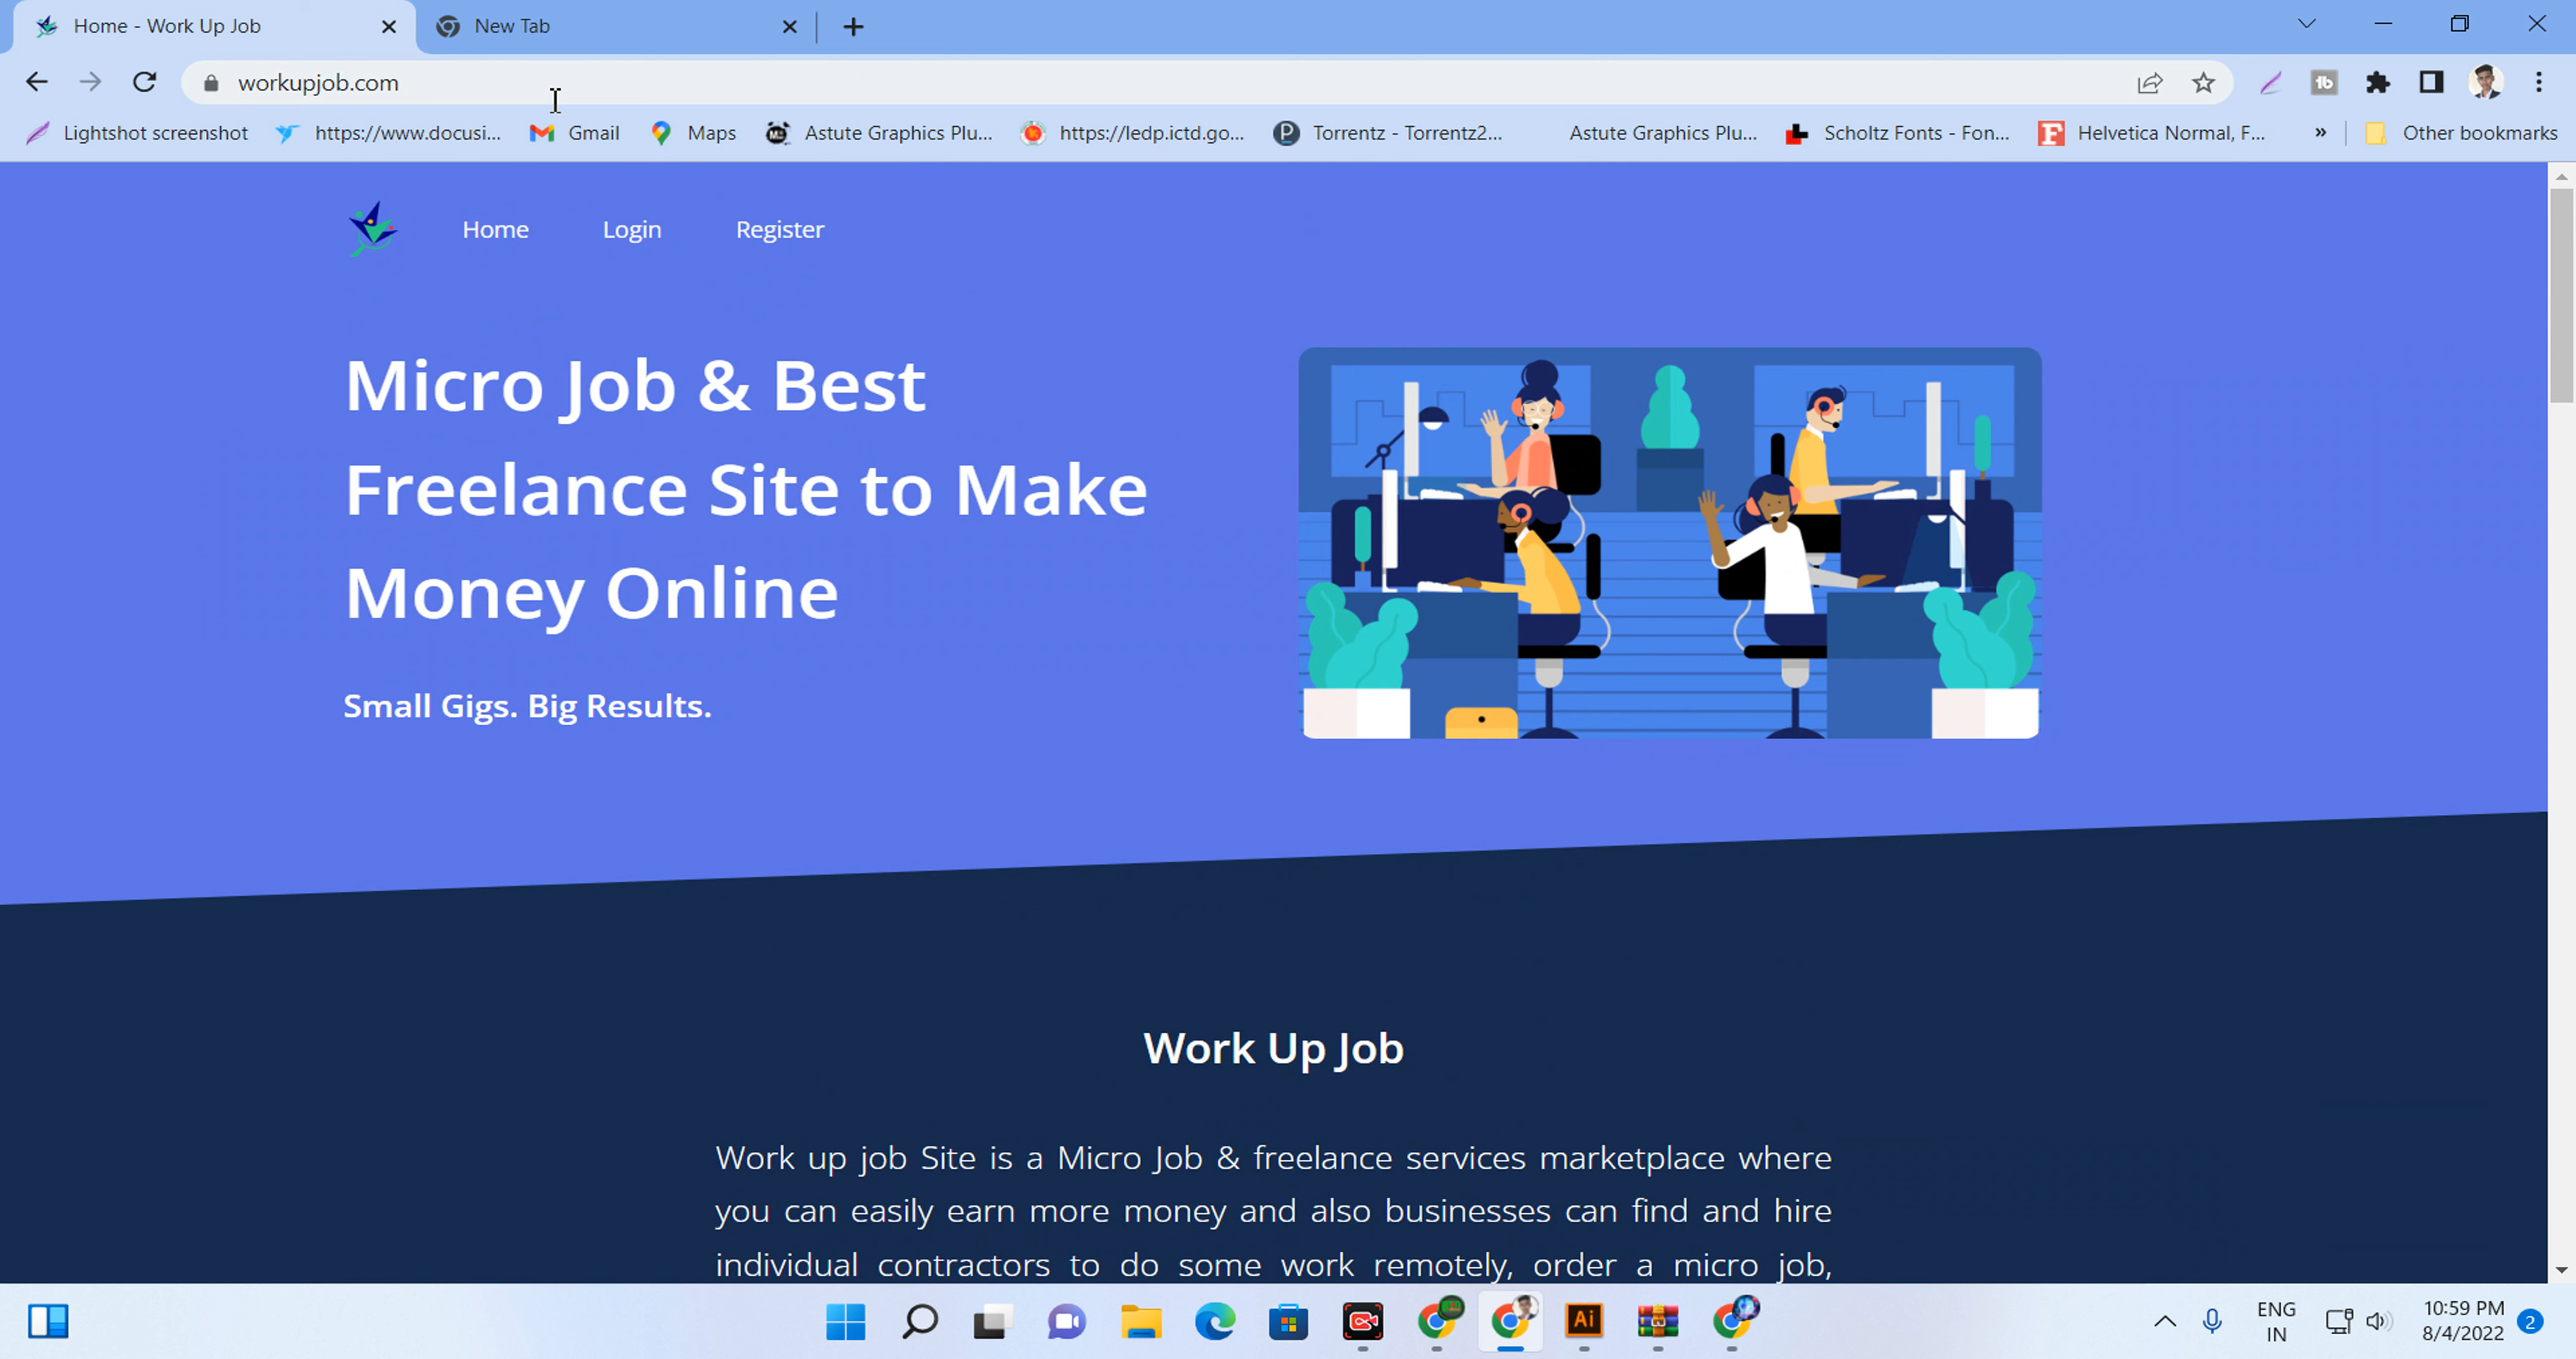 Home - Work Up Job
New Tab
workupjob.com
Lightshot screenshot
https://www.docusi...
Gmail
Maps
Astute Graphics Plu...
https://ledp.ictd.go...
Torrentz - Torrentz2...
Astute Graphics Plu...
Scholtz Fonts - Fon...
Helvetica Normal, F...
»
Other bookmarks
Home
Login
Register
Micro Job & Best
Freelance Site to Make
Money Online
Small Gigs. Big Results.
Work Up Job
Work up job Site is a Micro Job & freelance services marketplace where
you can easily earn more money and also businesses can find and hire
individual contractors to do some work remotely, order a micro job,
Ai
ENG
IN
10:59 PM
8/4/2022
2